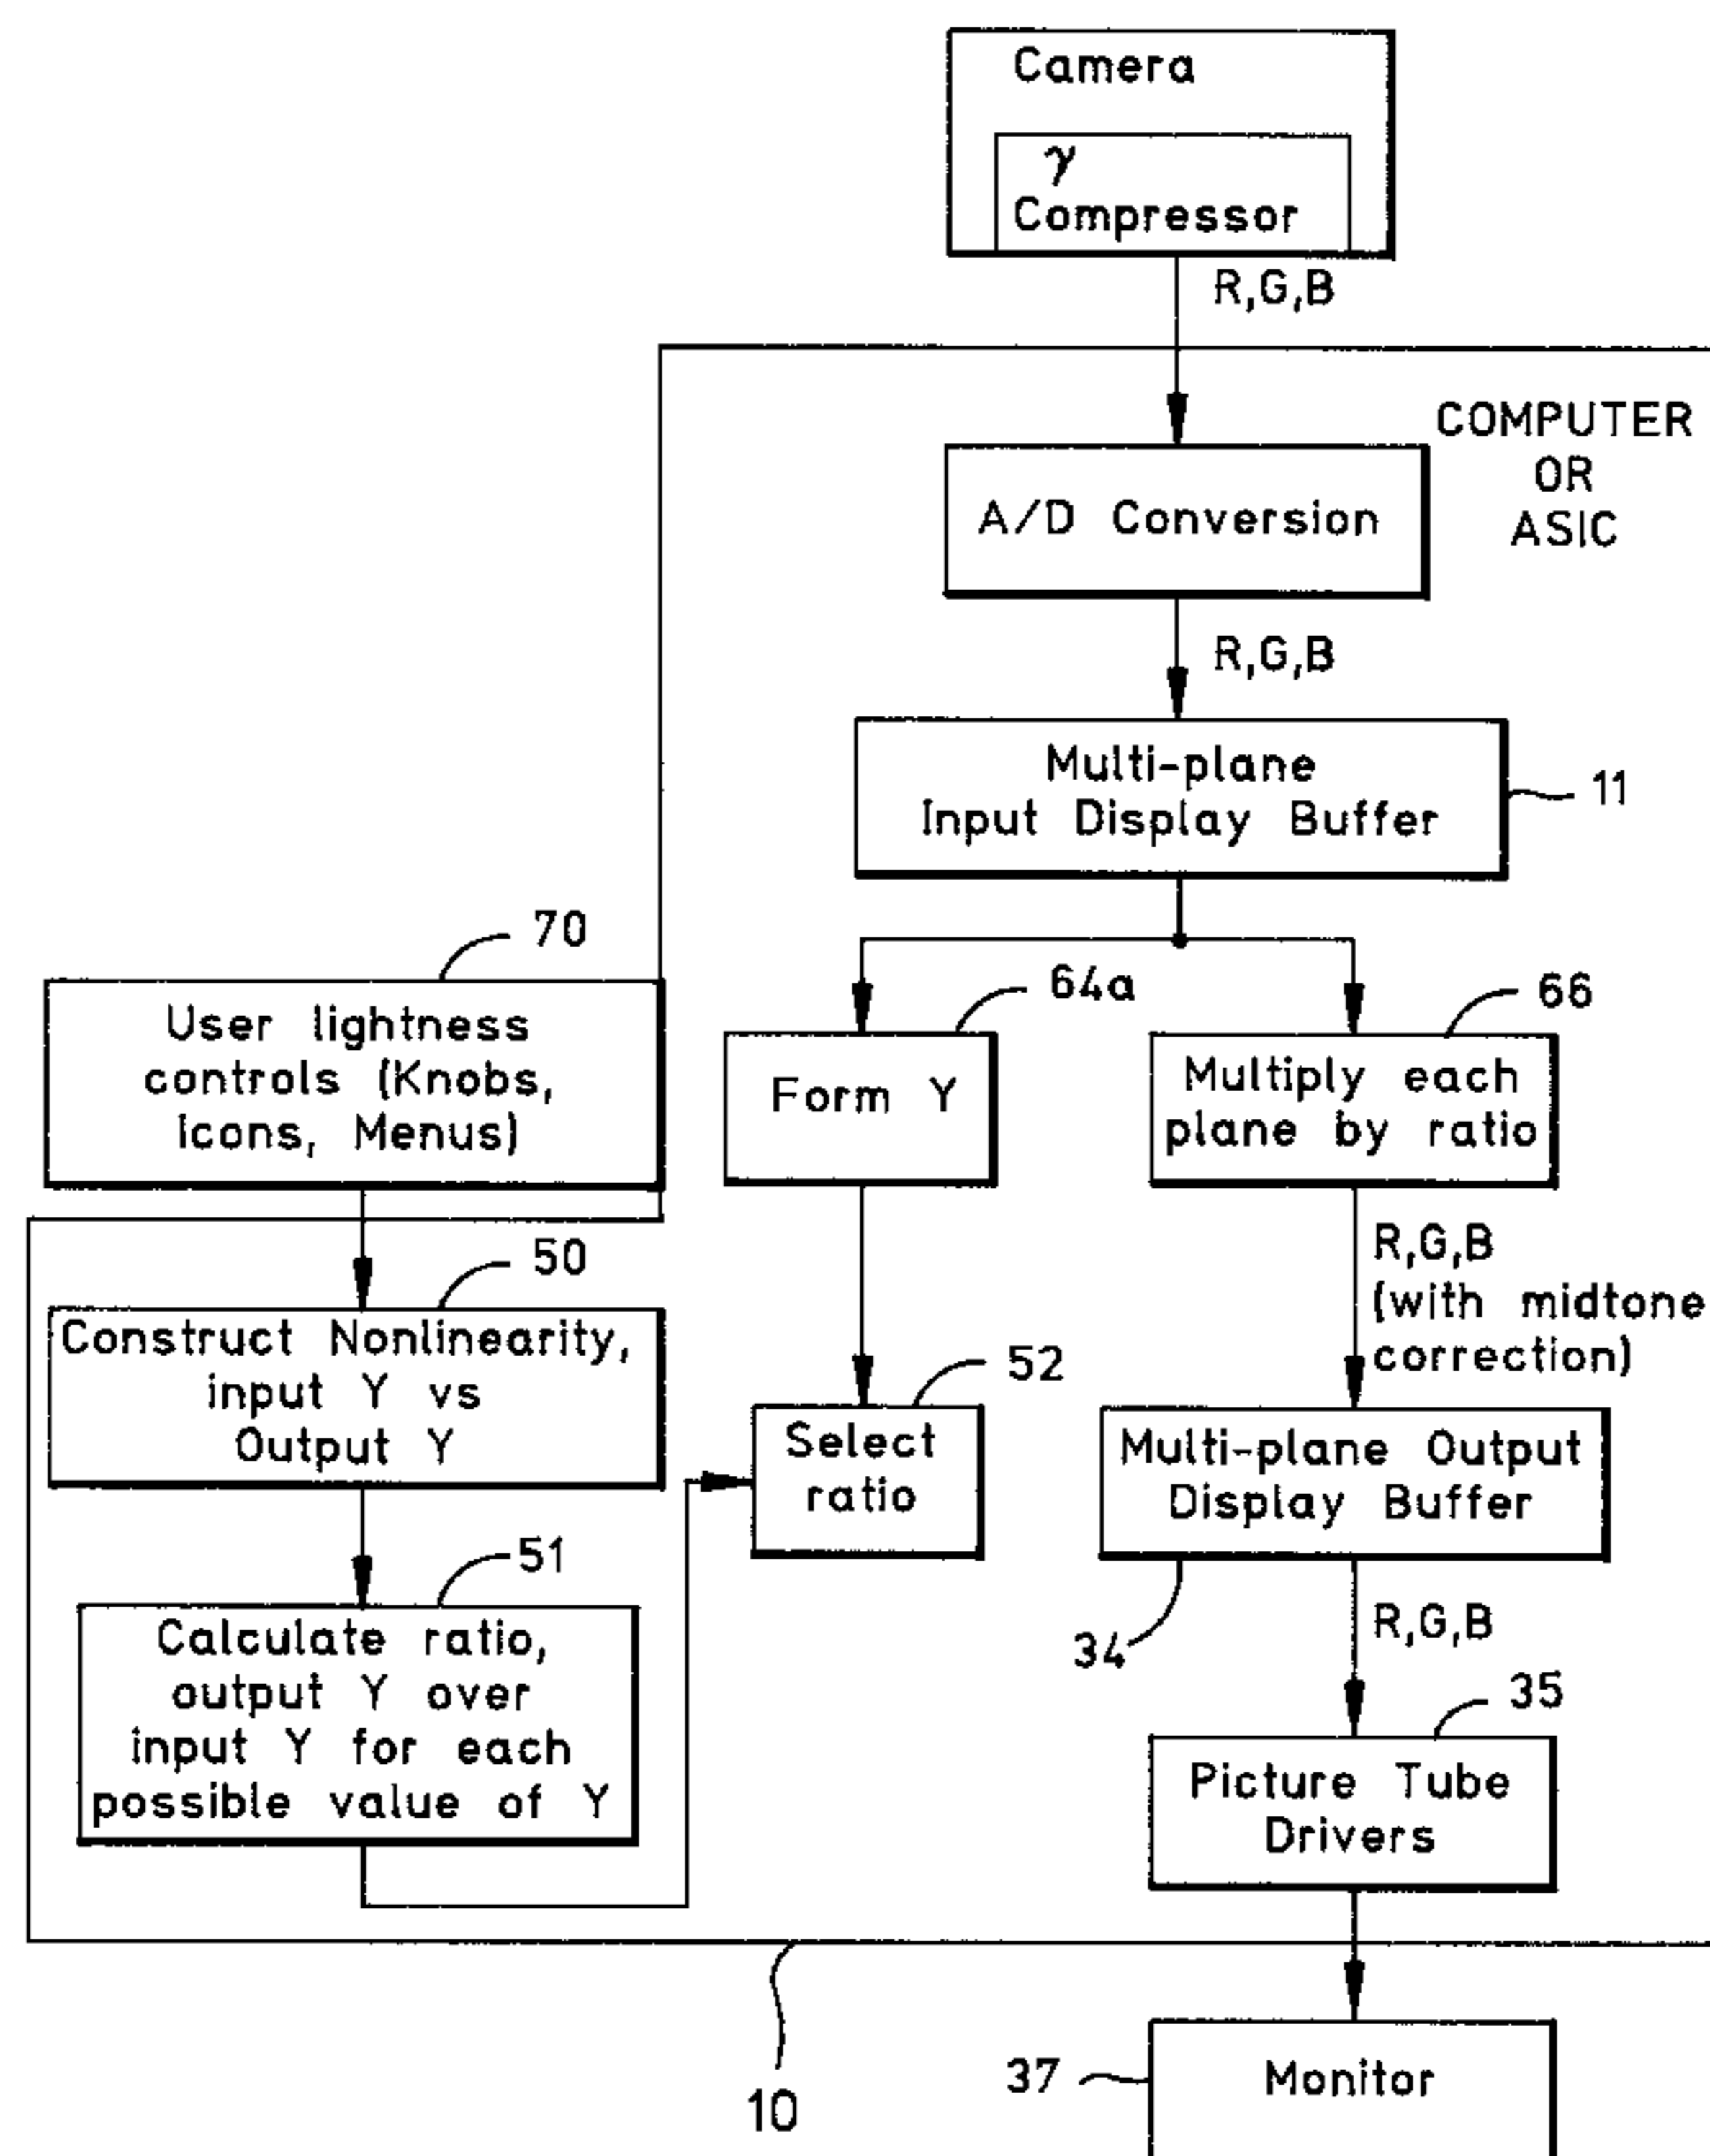 Camera
γ
Compressor
R,G,B
COMPUTER
OR
ASIC
A/D Conversion
R,G,B
Multi-plane
Input Display Buffer
11
70
User lightness
controls (Knobs,
Icons, Menus)
64a
Form Y
66
Multiply each
plane by ratio
R,G,B
(with midtone
correction)
50
Construct Nonlinearity,
input Y vs
Output Y
52
Select
ratio
Multi-plane Output
Display Buffer
34
R,G,B
51
Calculate ratio,
output Y over
input Y for each
possible value of Y
35
Picture Tube
Drivers
10
37
Monitor